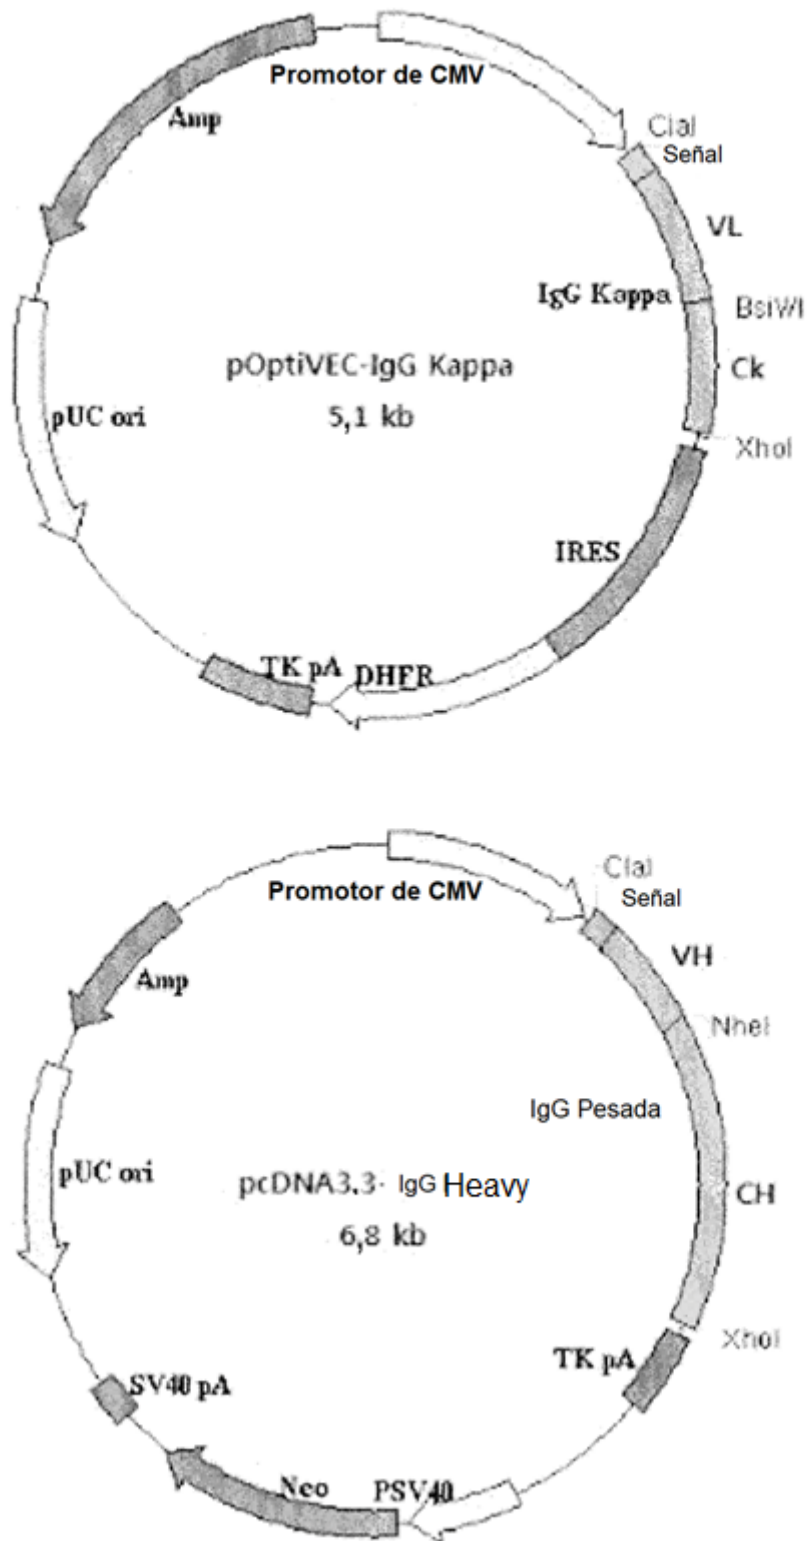 Promotor de CMV
Amp
ClaI
Señal
VL
IgG Kappa
BsiWI
pOptiVEC-IgG Kappa
5,1 kb
Ck
pUC ori
XhoI
IRES
TK pA
DHFR
Promotor de CMV
ClaI
Señal
VH
Amp
NheI
IgG Pesada
pUC ori
pcDNA3.3- IgG Heavy
CH
6,8 kb
XhoI
TK pA
SV40 pA
Neo
PSV40